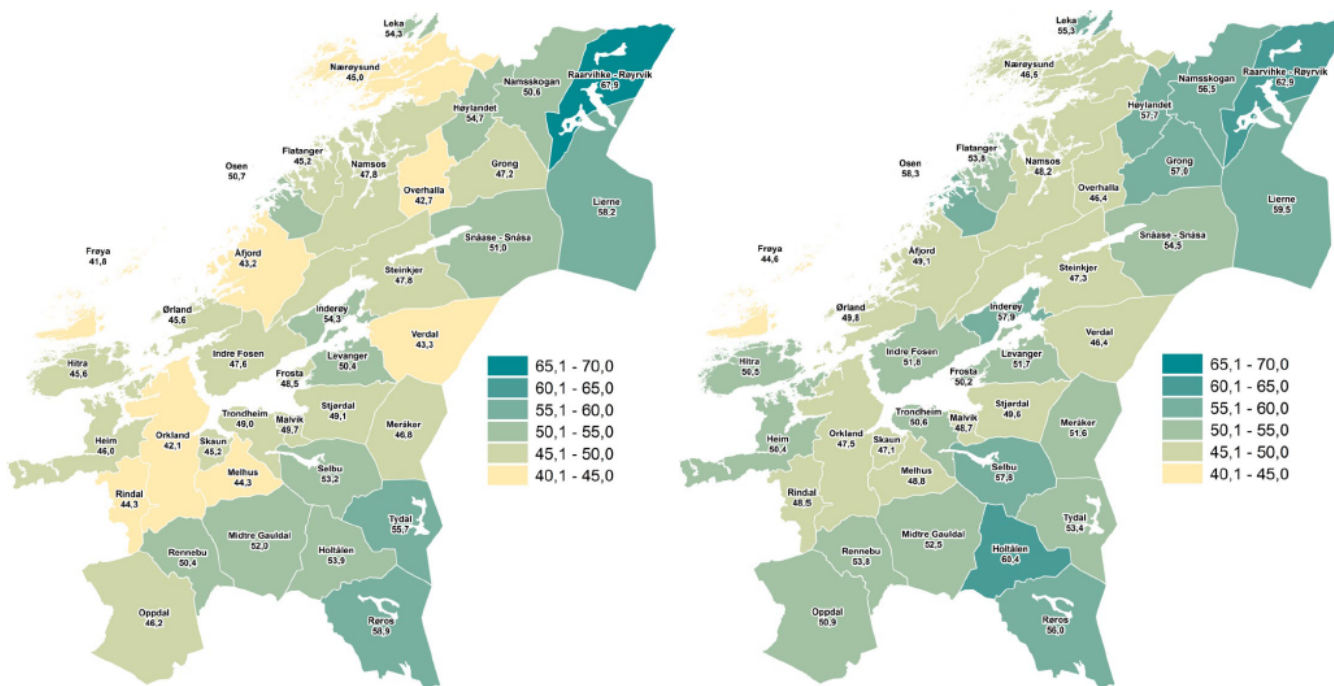 Leka
54,3
Nærøysund
45,0
Namsskogan
50,6
Raarvihke - Røyrvik
67,9
Høylandet
54,7
Flatanger
45,2
Osen
50,7
Namsos
47,8
Grong
47,2
Overhalla
42,7
Lierne
58,2
Snåase - Snåsa
51,0
Frøya
41,8
Åfjord
43,2
Steinkjer
47,8
Ørland
45,6
Inderøy
54,3
Verdal
43,3
Hitra
45,6
Indre Fosen
47,6
Levanger
50,4
Frosta
48,5
Stjørdal
49,1
Trondheim
49,0
Malvik
49,7
Meråker
46,8
Heim
46,0
Orkland
42,1
Skaun
45,2
Melhus
44,3
Selbu
53,2
Rindal
44,3
Tydal
55,7
Midtre Gauldal
52,0
Holtålen
53,9
Rennebu
50,4
Oppdal
46,2
Røros
58,9
65,1 - 70,0
60,1 - 65,0
55,1 - 60,0
50,1 - 55,0
45,1 - 50,0
40,1 - 45,0
Leka
55,3
Nærøysund
46,5
Namsskogan
56,5
Raarvihke - Røyrvik
62,9
Høylandet
57,7
Flatanger
53,8
Osen
58,3
Namsos
48,2
Grong
57,0
Overhalla
46,4
Lierne
59,5
Snåase - Snåsa
54,5
Frøya
44,6
Åfjord
49,1
Steinkjer
47,3
Ørland
49,8
Inderøy
57,9
Verdal
46,4
Hitra
50,5
Indre Fosen
51,8
Levanger
51,7
Frosta
50,2
Stjørdal
49,6
Trondheim
50,6
Malvik
48,7
Meråker
51,6
Heim
50,4
Orkland
47,5
Skaun
47,1
Melhus
48,8
Selbu
57,8
Rindal
48,5
Tydal
53,4
Midtre Gauldal
52,5
Holtålen
60,4
Rennebu
53,8
Oppdal
50,9
Røros
56,0
65,1 - 70,0
60,1 - 65,0
55,1 - 60,0
50,1 - 55,0
45,1 - 50,0
40,1 - 45,0